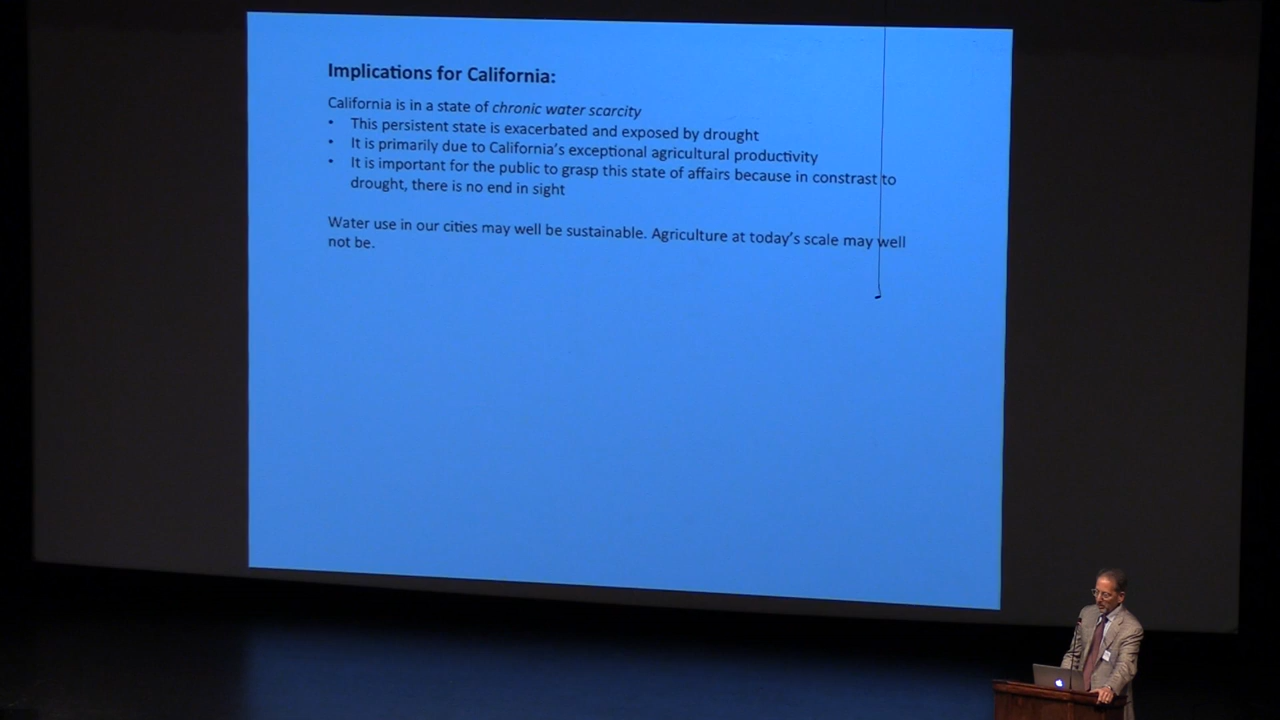 Implications for California:
California is in a state of chronic water scarcity
• This persistent state is exacerbated and exposed by drought
• It is primarily due to California's exceptional agricultural productivity
• It is important for the public to grasp this state of affairs because in constrast to
drought, there is no end in sight
Water use in our cities may well be sustainable. Agriculture at today's scale may well
not be.